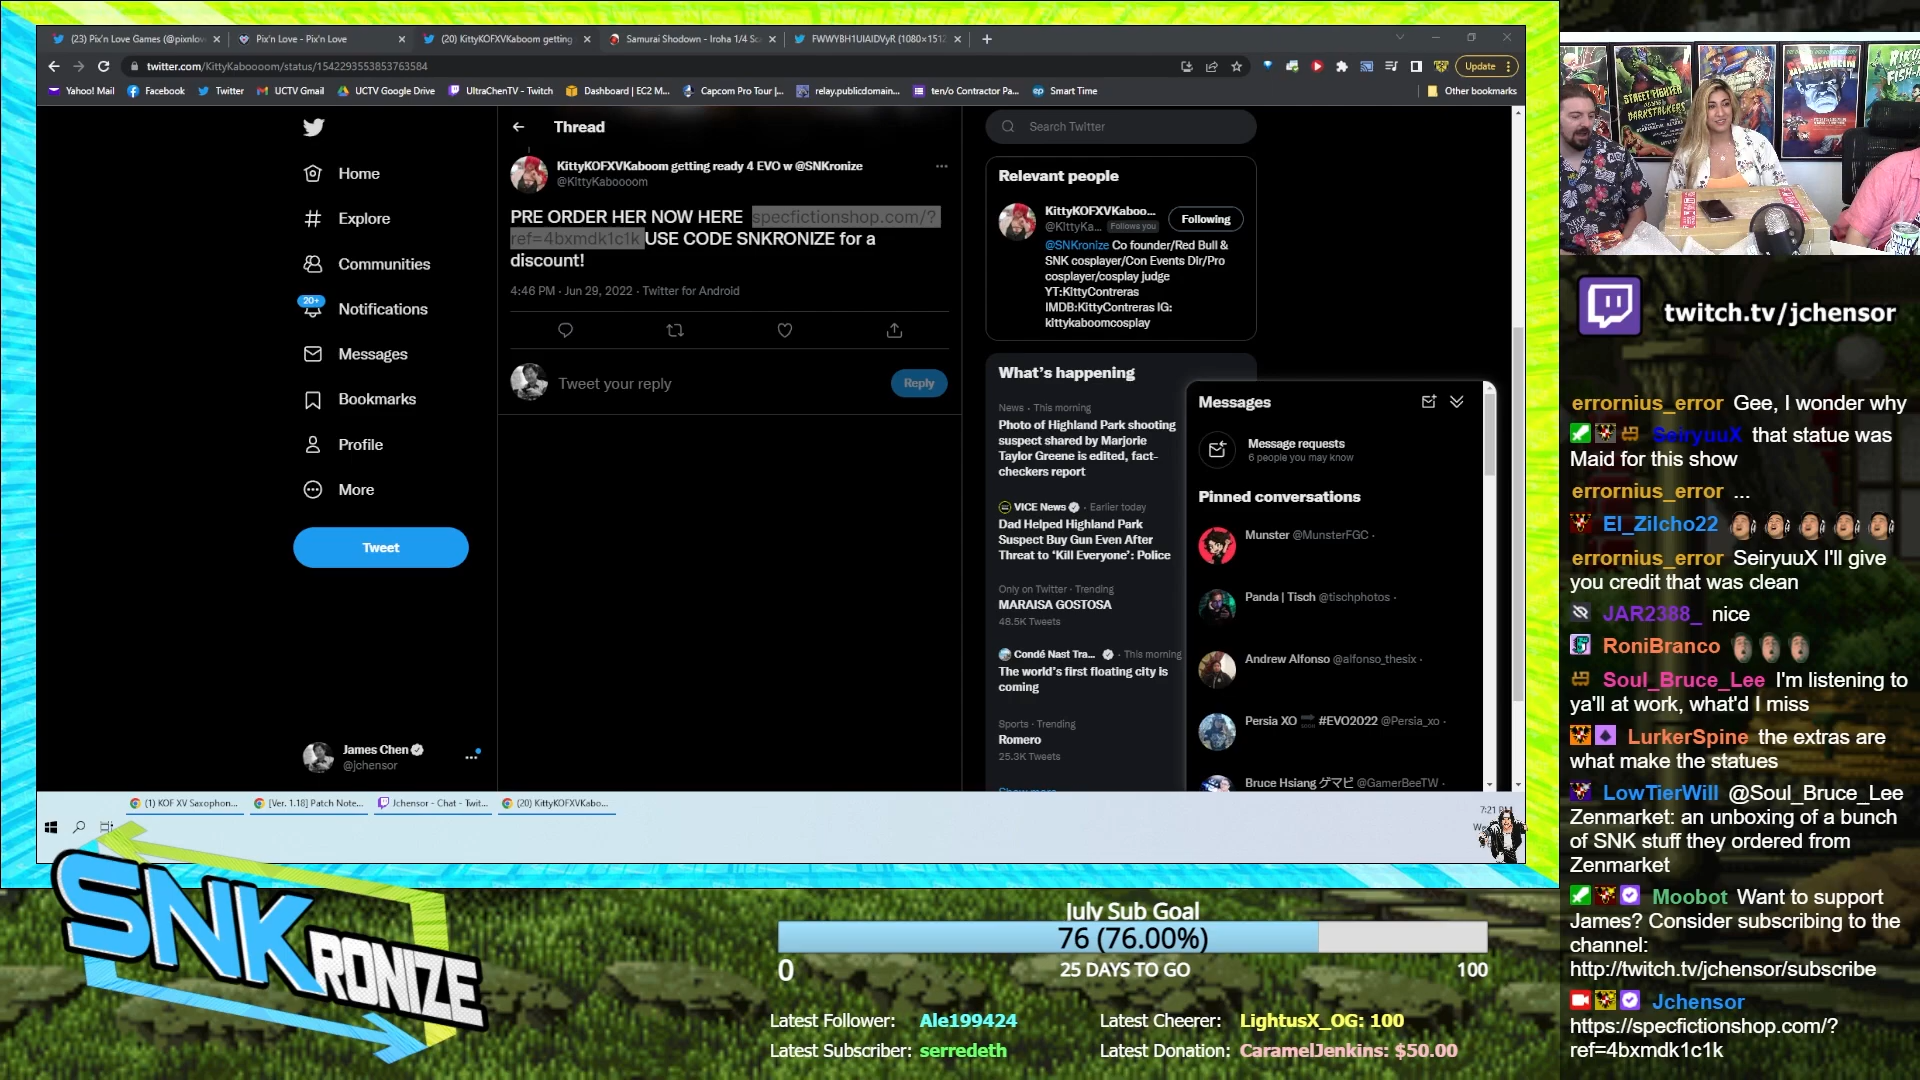 (23) Pix'n Love Games (@pixnlov
Pix'n Love - Pix'n Love
(20) KittyKOFXVKaboom getting
Samurai Shodown - Iroha 1/4 Sc
FWWYBH1UIAIDVyR (1080×1512
twitter.com/KittyKaboooom/status/1542293553853763584
Update
Yahoo! Mail
Facebook
Twitter
UCTV Gmail
UCTV Google Drive
UltraChenTV - Twitch
Dashboard | EC2 M...
Capcom Pro Tour |...
relay.publicdomain...
ten/o Contractor Pa...
Smart Time
Other bookmarks
Home
Explore
Communities
20+
Notifications
Messages
Bookmarks
Profile
More
Tweet
James Chen
@jchensor
Thread
KittyKOFXVKaboom getting ready 4 EVO w @SNKronize
@KittyKaboooom
PRE ORDER HER NOW HERE specfictionshop.com/?
ref=4bxmdk1c1k USE CODE SNKRONIZE for a
discount!
4:46 PM · Jun 29, 2022 · Twitter for Android
Tweet your reply
Reply
Search Twitter
Relevant people
KittyKOFXVKaboo...
@KittyKa... Follows you
Following
@SNKronize Co founder/Red Bull &
SNK cosplayer/Con Events Dir/Pro
cosplayer/cosplay judge
YT:KittyContreras
IMDB:KittyContreras IG:
kittykaboomcosplay
What's happening
News · This morning
Photo of Highland Park shooting
suspect shared by Marjorie
Taylor Greene is edited, fact-
checkers report
VICE News · Earlier today
Dad Helped Highland Park
Suspect Buy Gun Even After
Threat to 'Kill Everyone': Police
Only on Twitter · Trending
MARAISA GOSTOSA
48.5K Tweets
Condé Nast Tra... · This morning
The world's first floating city is
coming
Sports · Trending
Romero
25.3K Tweets
Show more
Messages
Message requests
6 people you may know
Pinned conversations
Munster @MunsterFGC ·
Panda | Tisch @tischphotos ·
Andrew Alfonso @alfonso_thesix ·
Persia XO #EVO2022 @Persia_xo ·
Bruce Hsiang ゲマビ @GamerBeeTW ·
(1) KOF XV Saxophon...
[Ver. 1.18] Patch Note...
Jchensor - Chat - Twit...
(20) KittyKOFXVKabo...
7:21 PM
SNKRONIZE
July Sub Goal
76 (76.00%)
0
25 DAYS TO GO
100
Latest Follower: Ale199424
Latest Cheerer: LightusX_OG: 100
Latest Subscriber: serredeth
Latest Donation: CaramelJenkins: $50.00
STREET FIGHTER
DARKSTALKERS
twitch.tv/jchensor
errornius_error Gee, I wonder why
SeiryuuX that statue was
Maid for this show
errornius_error ...
El_Zilcho22
errornius_error SeiryuuX I'll give
you credit that was clean
JAR2388_ nice
RoniBranco
Soul_Bruce_Lee I'm listening to
ya'll at work, what'd I miss
LurkerSpine the extras are
what make the statues
LowTierWill @Soul_Bruce_Lee
Zenmarket: an unboxing of a bunch
of SNK stuff they ordered from
Zenmarket
Moobot Want to support
James? Consider subscribing to the
channel:
http://twitch.tv/jchensor/subscribe
Jchensor
https://specfictionshop.com/?
ref=4bxmdk1c1k